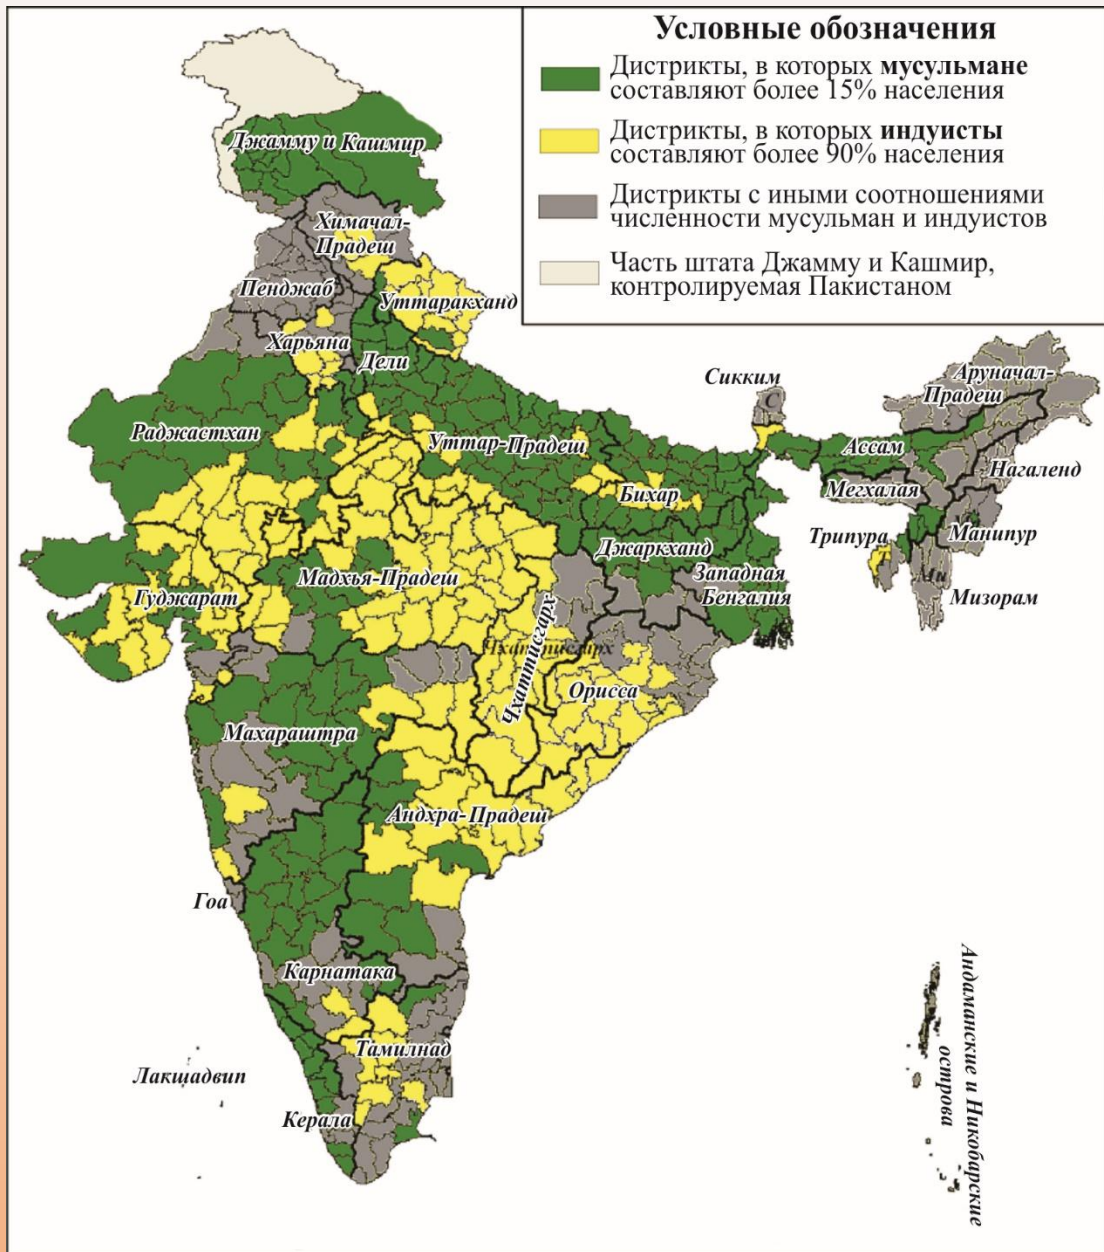 Условные обозначения
Дистрикты, в которых мусульмане
составляют более 15% населения
Дистрикты, в которых индуисты
составляют более 90% населения
Дистрикты с иными соотношениями
численности мусульман и индуистов
Часть штата Джамму и Кашмир,
контролируемая Пакистаном
Джамму и Кашмир
Химачал-
Прадеш
Пенджаб
Уттаракханд
Харьяна
Дели
Сикким
С
Аруначал-
Прадеш
Раджастхан
Уттар-Прадеш
Ассам
Нагаленд
Бихар
Мегхалая
Трипура
Манипур
Джаркханд
Мадхья-Прадеш
Западная
Бенгалия
Ми
Мизорам
Гуджарат
Чхаттисгарх
Чхаттисгарх
Орисса
Махараштра
Андхра-Прадеш
Гоа
Карнатака
Тамилнад
Лакшадвип
Керала
Андаманские и Никобарские
острова